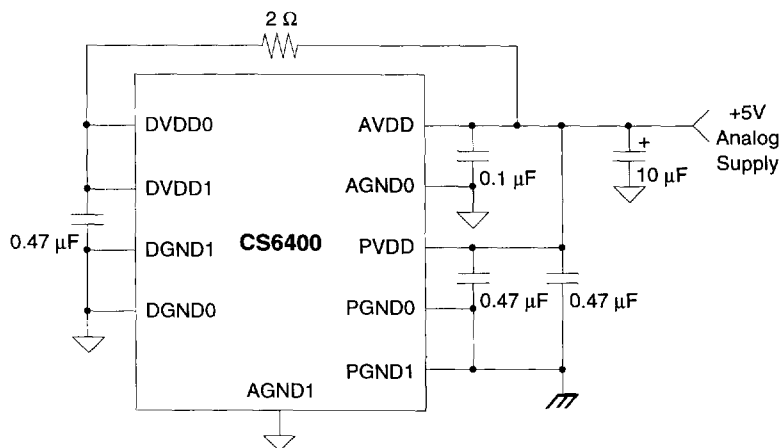 2 Ω
DVDD0
AVDD
+5V
Analog
Supply
+
0.1 μF
10 μF
DVDD1
AGND0
0.47 μF
DGND1
CS6400
PVDD
0.47 μF
0.47 μF
DGND0
PGND0
PGND1
AGND1